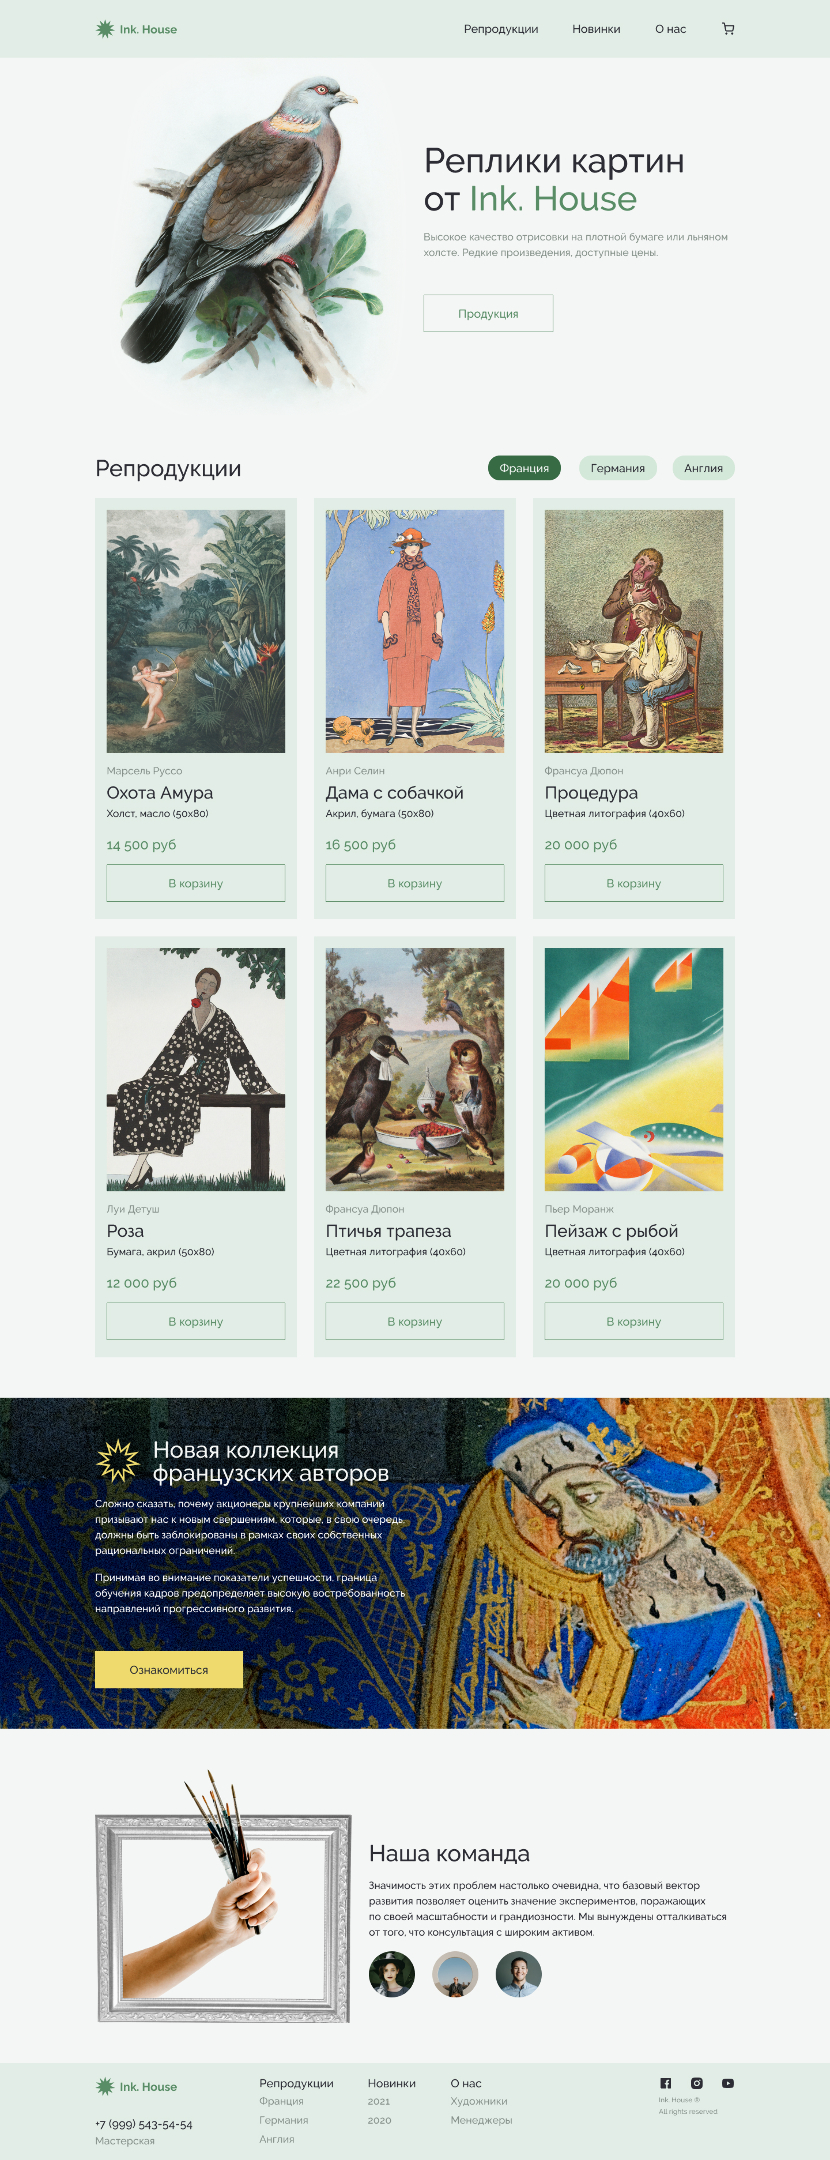 Ink. House
Репродукции
Новинки
О нас
Реплики картин
от Ink. House
Высокое качество отрисовки на плотной бумаге или льняном
холсте. Редкие произведения, доступные цены.
Продукция
Репродукции
Франция
Германия
Англия
Марсель Руссо
Охота Амура
Холст, масло (50х80)
14 500 руб
В корзину
Анри Селин
Дама с собачкой
Акрил, бумага (50х80)
16 500 руб
В корзину
Франсуа Дюпон
Процедура
Цветная литография (40х60)
20 000 руб
В корзину
Луи Детуш
Роза
Бумага, акрил (50х80)
12 000 руб
В корзину
Франсуа Дюпон
Птичья трапеза
Цветная литография (40х60)
22 500 руб
В корзину
Пьер Моранж
Пейзаж с рыбой
Цветная литография (40х60)
20 000 руб
В корзину
Новая коллекция
французских авторов
Сложно сказать, почему акционеры крупнейших компаний
призывают нас к новым свершениям, которые, в свою очередь,
должны быть заблокированы в рамках своих собственных
рациональных ограничений.
Принимая во внимание показатели успешности, граница
обучения кадров предопределяет высокую востребованность
направлений прогрессивного развития.
Ознакомиться
Наша команда
Значимость этих проблем настолько очевидна, что базовый вектор
развития позволяет оценить значение экспериментов, поражающих
по своей масштабности и грандиозности. Мы вынуждены отталкиваться
от того, что консультация с широким активом.
Ink. House
+7 (999) 543-54-54
Мастерская
Репродукции
Франция
Германия
Англия
Новинки
2021
2020
О нас
Художники
Менеджеры
Ink. House ®
All rights reserved